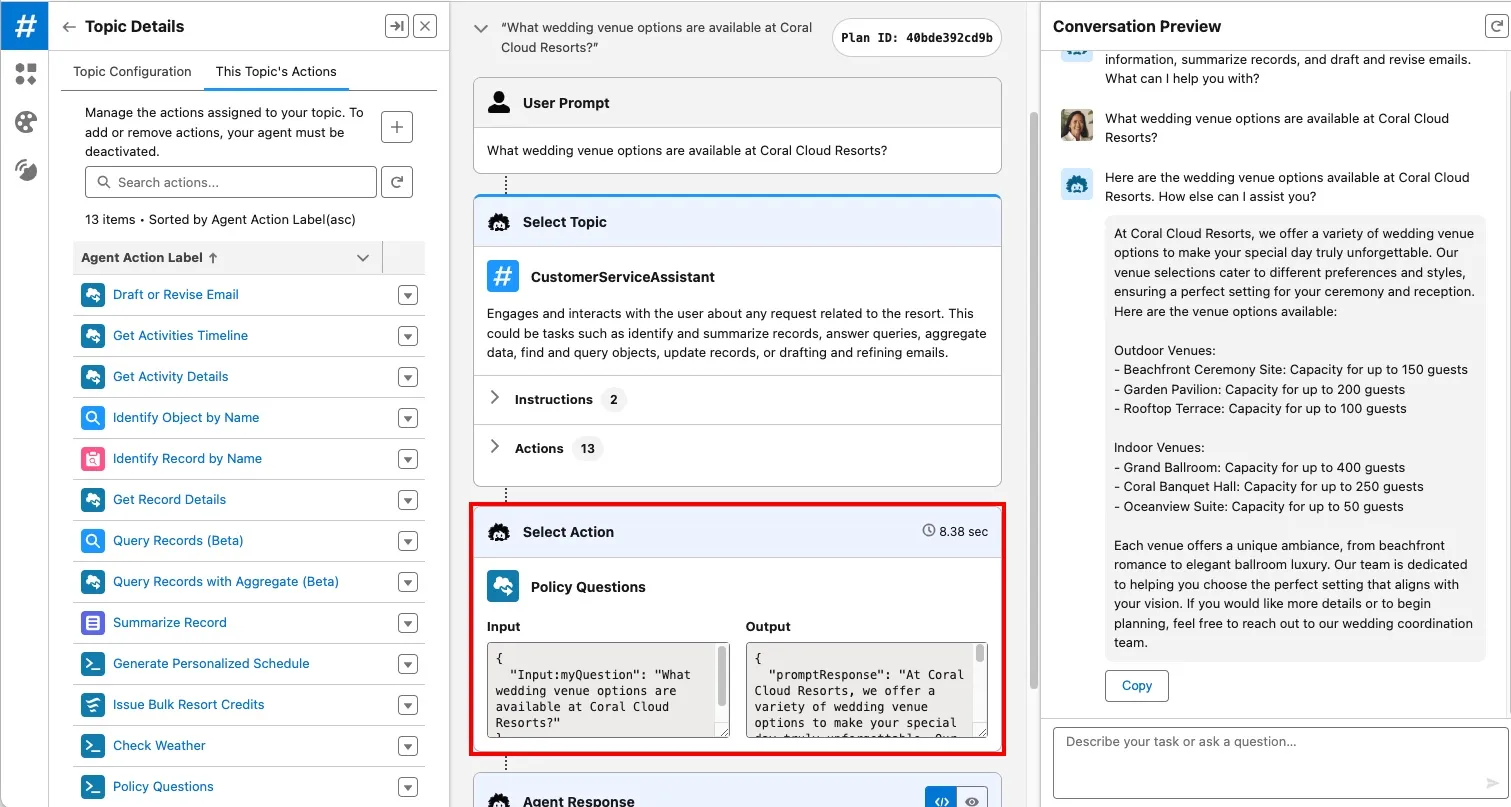 Topic Details
Topic Configuration
This Topic's Actions
Manage the actions assigned to your topic. To
add or remove actions, your agent must be
deactivated.
Search actions...
13 items • Sorted by Agent Action Label(asc)
Agent Action Label ↑
Draft or Revise Email
Get Activities Timeline
Get Activity Details
Identify Object by Name
Identify Record by Name
Get Record Details
Query Records (Beta)
Query Records with Aggregate (Beta)
Summarize Record
Generate Personalized Schedule
Issue Bulk Resort Credits
Check Weather
Policy Questions
“What wedding venue options are available at Coral
Cloud Resorts?”
Plan ID: 40bde392cd9b
User Prompt
What wedding venue options are available at Coral Cloud Resorts?
Select Topic
CustomerServiceAssistant
Engages and interacts with the user about any request related to the resort. This
could be tasks such as identify and summarize records, answer queries, aggregate
data, find and query objects, update records, or drafting and refining emails.
Instructions 2
Actions 13
Select Action
8.38 sec
Policy Questions
Input
{
"Input:myQuestion": "What
wedding venue options are
available at Coral Cloud
Resorts?"
}
Output
{
"promptResponse": "At Coral
Cloud Resorts, we offer a
variety of wedding venue
options to make your special
day truly unforgettable. Our
Agent Response
Conversation Preview
information, summarize records, and draft and revise emails.
What can I help you with?
What wedding venue options are available at Coral Cloud
Resorts?
Here are the wedding venue options available at Coral Cloud
Resorts. How else can I assist you?
At Coral Cloud Resorts, we offer a variety of wedding venue
options to make your special day truly unforgettable. Our
venue selections cater to different preferences and styles,
ensuring a perfect setting for your ceremony and reception.
Here are the venue options available:
Outdoor Venues:
- Beachfront Ceremony Site: Capacity for up to 150 guests
- Garden Pavilion: Capacity for up to 200 guests
- Rooftop Terrace: Capacity for up to 100 guests
Indoor Venues:
- Grand Ballroom: Capacity for up to 400 guests
- Coral Banquet Hall: Capacity for up to 250 guests
- Oceanview Suite: Capacity for up to 50 guests
Each venue offers a unique ambiance, from beachfront
romance to elegant ballroom luxury. Our team is dedicated
to helping you choose the perfect setting that aligns with
your vision. If you would like more details or to begin
planning, feel free to reach out to our wedding coordination
team.
Copy
Describe your task or ask a question...